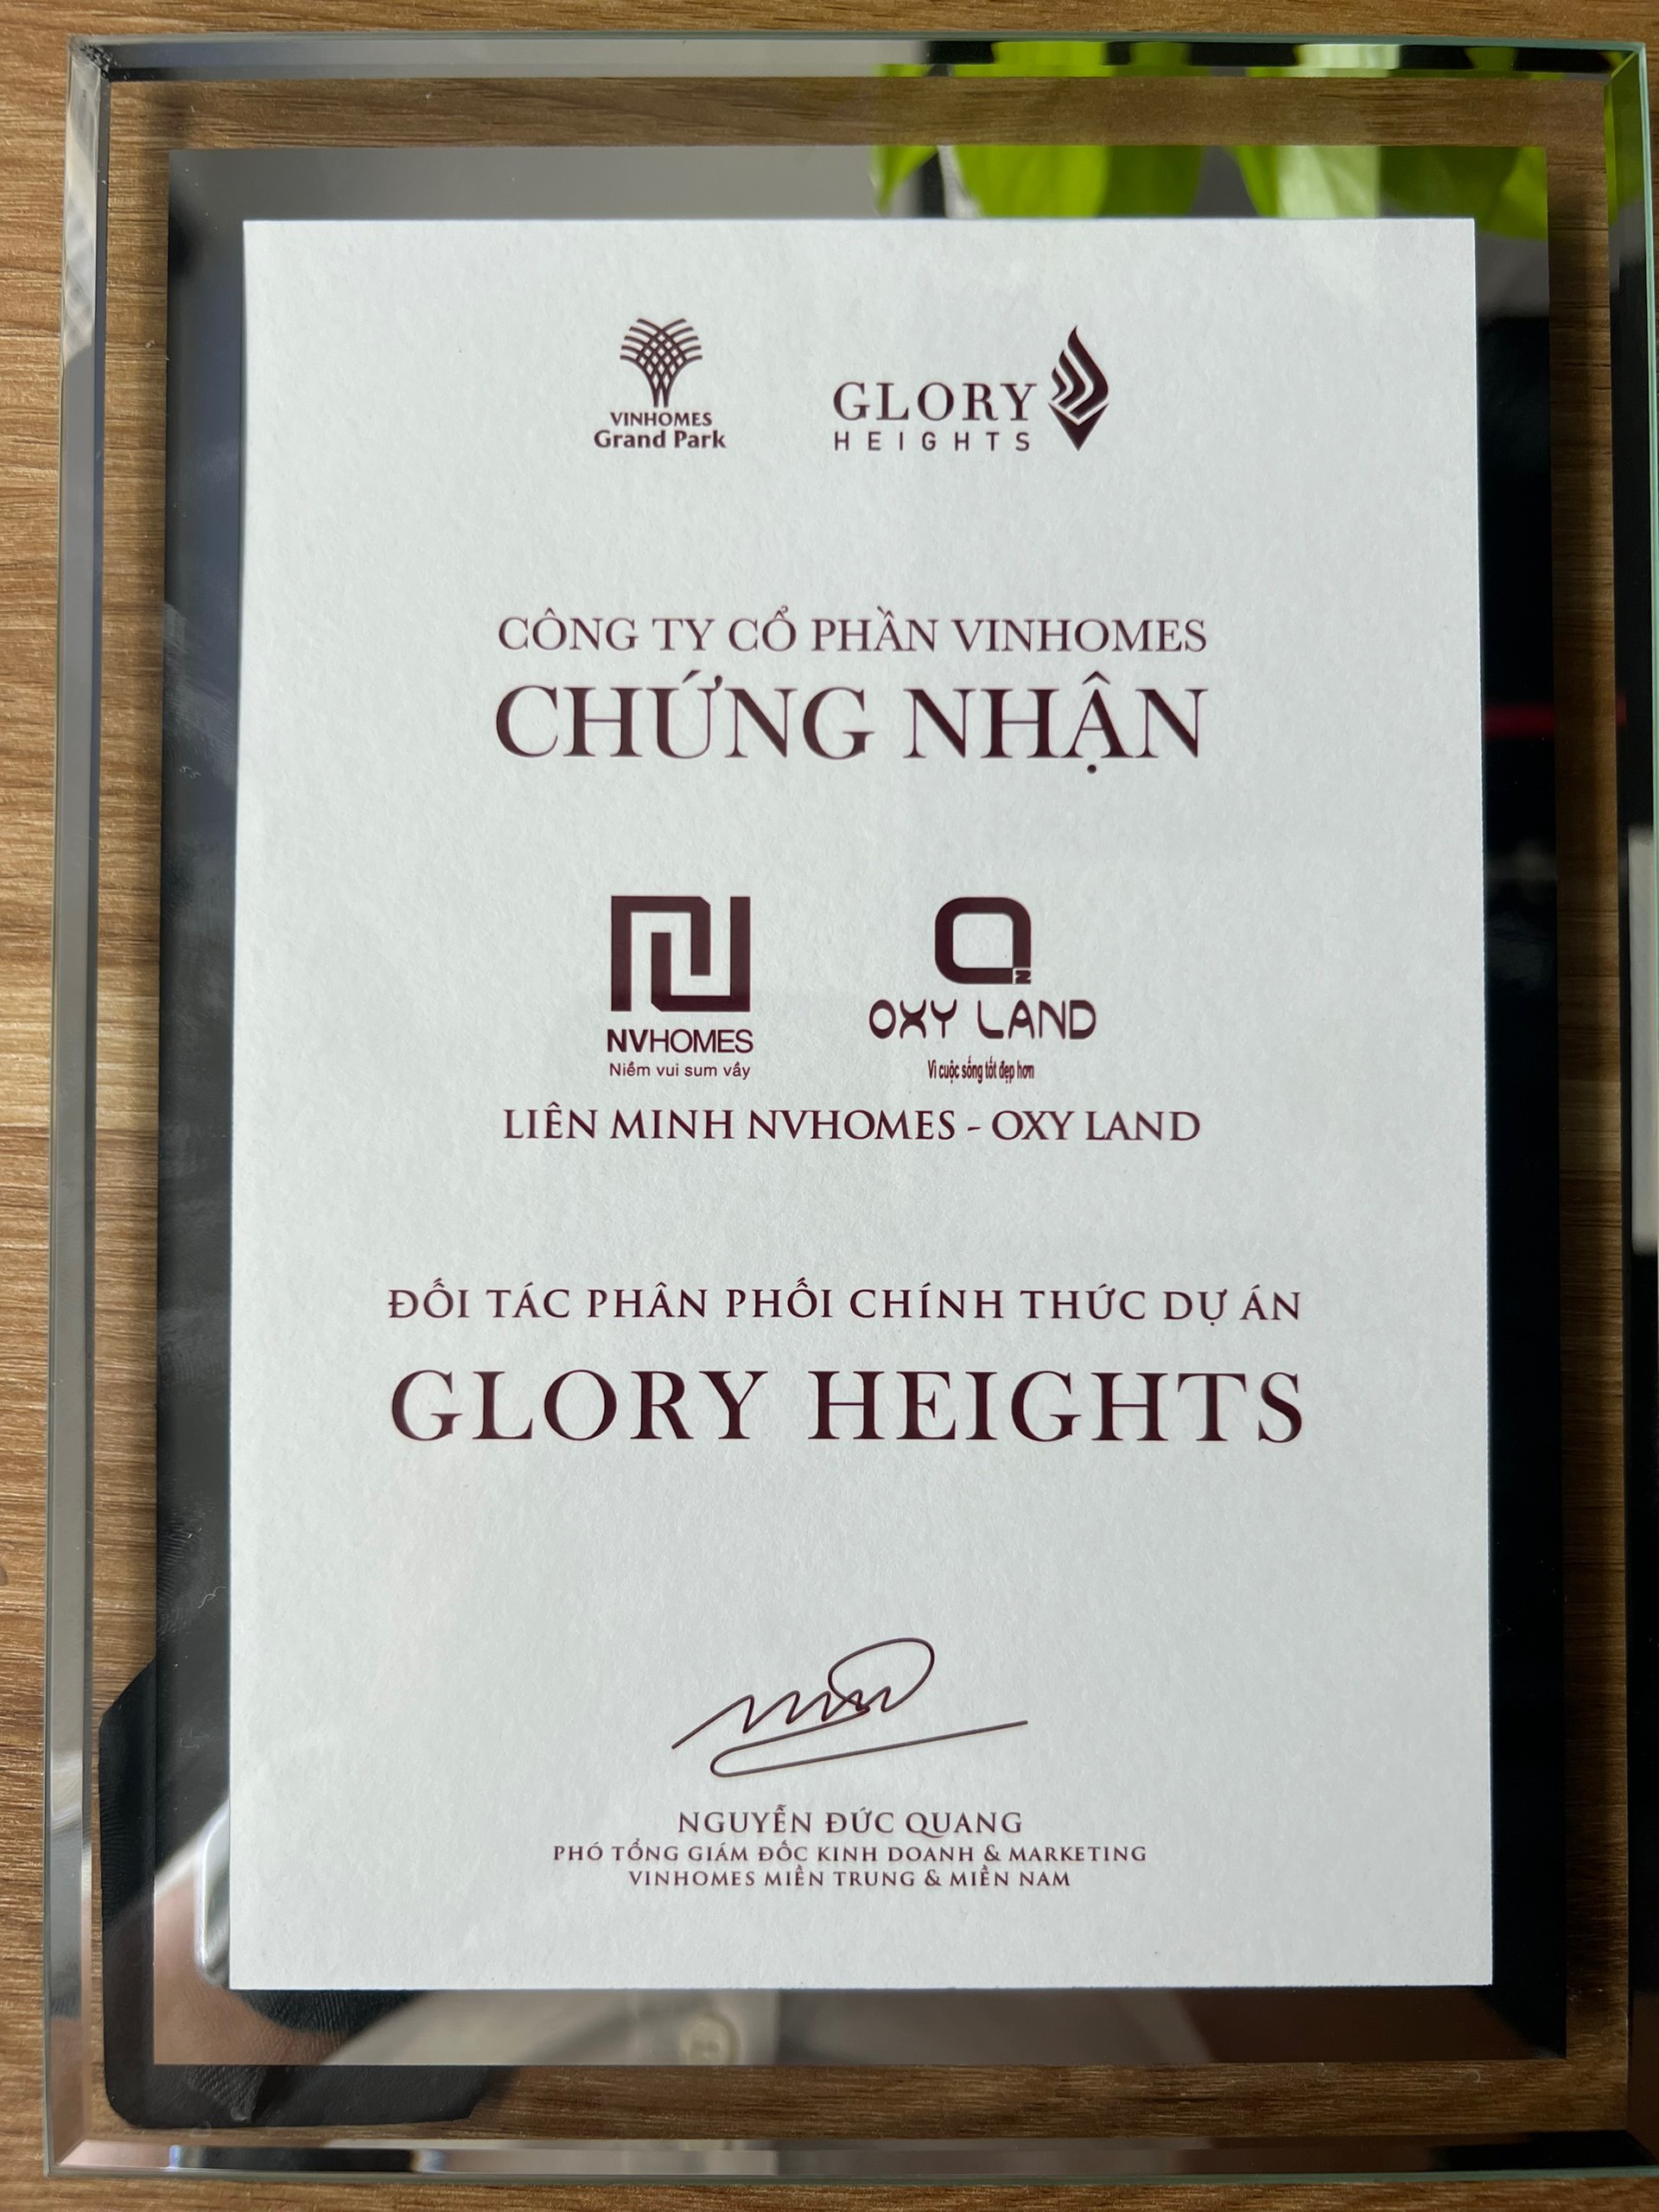 VINHOMES
Grand Park
GLORY
HEIGHTS
CÔNG TY CỔ PHẦN VINHOMES
CHỨNG NHẬN
NVHOMES
Niềm vui sum vầy
O2
OXY LAND
Vì cuộc sống tốt đẹp hơn
LIÊN MINH NVHOMES - OXY LAND
ĐỐI TÁC PHÂN PHỐI CHÍNH THỨC DỰ ÁN
GLORY HEIGHTS
NGUYỄN ĐỨC QUANG
PHÓ TỔNG GIÁM ĐỐC KINH DOANH & MARKETING
VINHOMES MIỀN TRUNG & MIỀN NAM